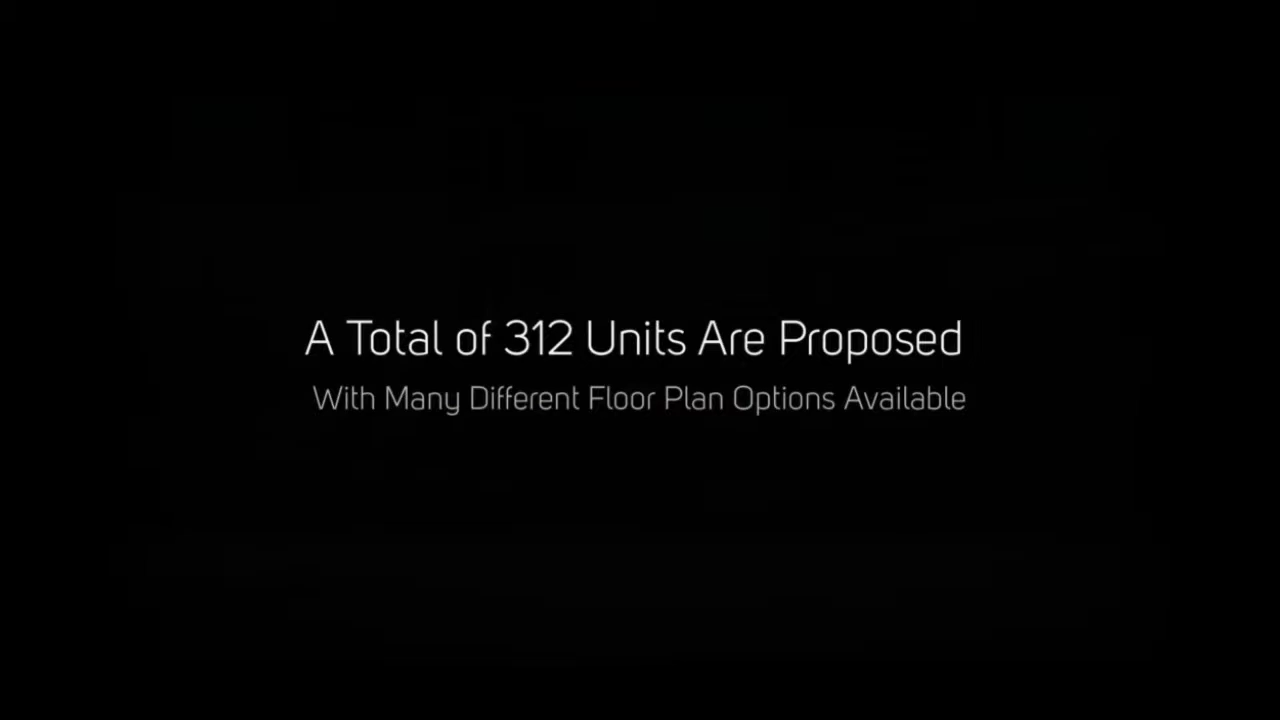 A Total of 312 Units Are Proposed
With Many Different Floor Plan Options Available